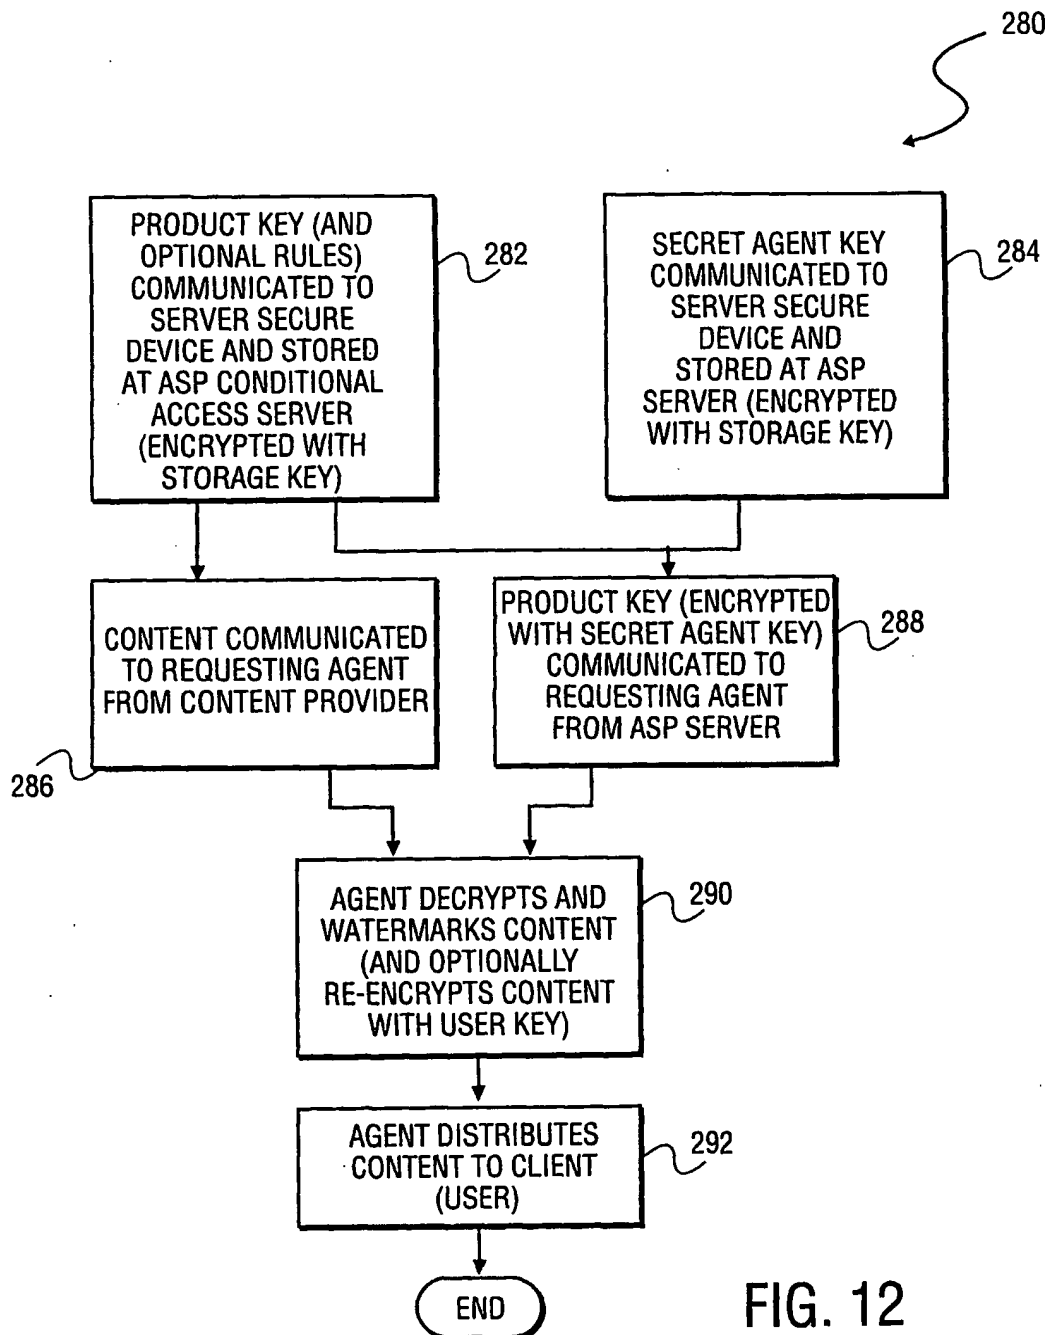 280
PRODUCT KEY (AND
OPTIONAL RULES)
COMMUNICATED TO
SERVER SECURE
DEVICE AND STORED
AT ASP CONDITIONAL
ACCESS SERVER
(ENCRYPTED WITH
STORAGE KEY)
282
SECRET AGENT KEY
COMMUNICATED TO
SERVER SECURE
DEVICE AND
STORED AT ASP
SERVER (ENCRYPTED
WITH STORAGE KEY)
284
CONTENT COMMUNICATED
TO REQUESTING AGENT
FROM CONTENT PROVIDER
286
PRODUCT KEY (ENCRYPTED
WITH SECRET AGENT KEY)
COMMUNICATED TO
REQUESTING AGENT
FROM ASP SERVER
288
AGENT DECRYPTS AND
WATERMARKS CONTENT
(AND OPTIONALLY
RE-ENCRYPTS CONTENT
WITH USER KEY)
290
AGENT DISTRIBUTES
CONTENT TO CLIENT
(USER)
292
END
FIG. 12